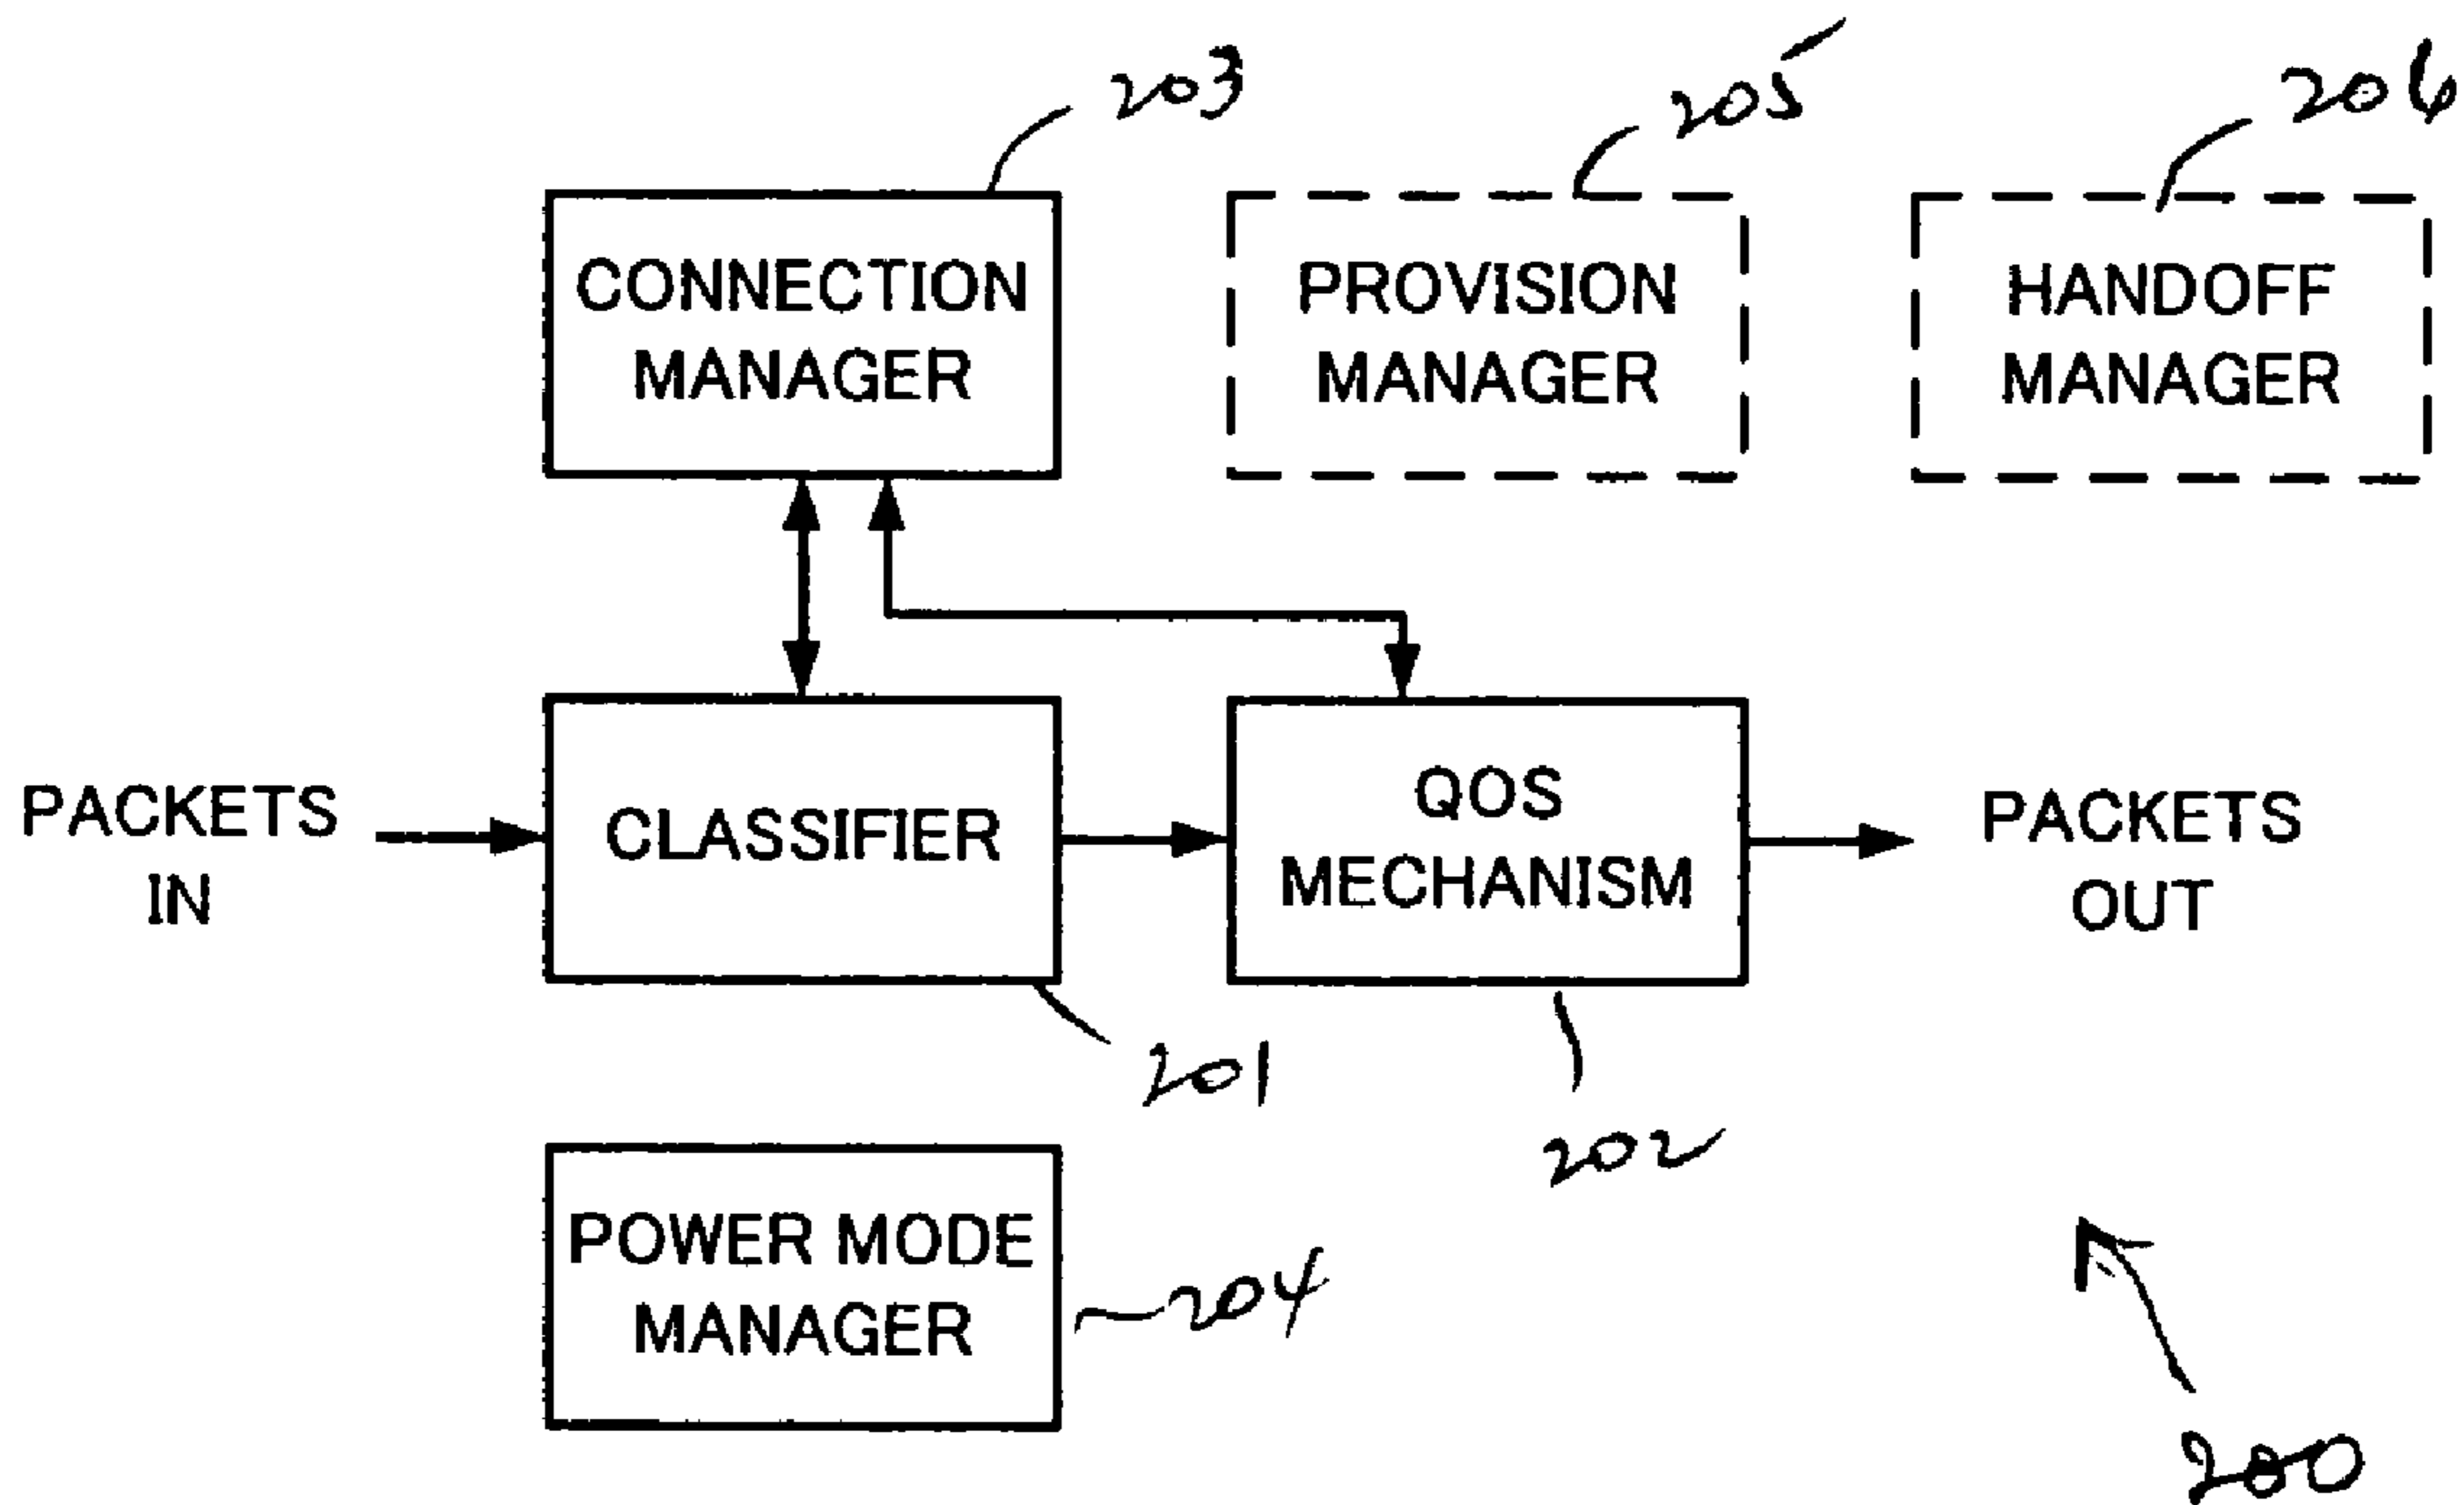 203
205
206
CONNECTION
MANAGER
PROVISION
MANAGER
HANDOFF
MANAGER
PACKETS
IN
CLASSIFIER
QOS
MECHANISM
PACKETS
OUT
201
202
POWER MODE
MANAGER
204
200